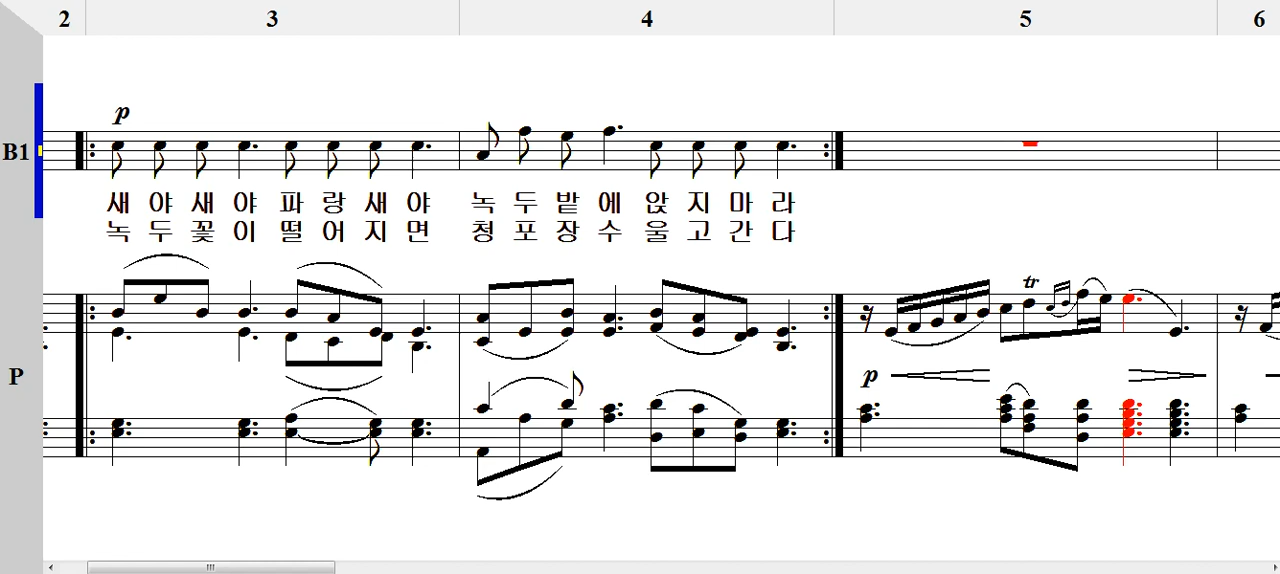 2 3 4 5 6
p
B1
새 야 새 야 파 랑 새 야 녹 두 밭 에 앉 지 마 라
녹 두 꽃 이 떨 어 지 면 청 포 장 수 울 고 간 다
tr
P
p